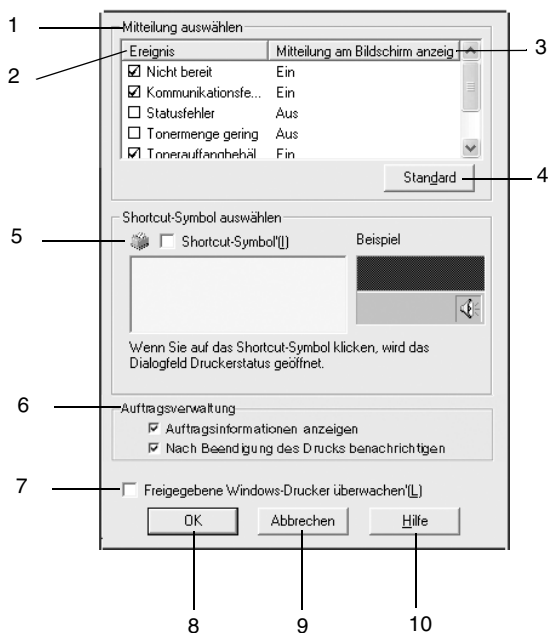 1 Mitteilung auswählen
2 Ereignis Mitteilung am Bildschirm anzeig 3
Nicht bereit Ein
Kommunikationsfe... Ein
Statusfehler Aus
Tonermenge gering Aus
Tonerauffangbehäl Ein
Standard 4
Shortcut-Symbol auswählen
5 Shortcut-Symbol'(I) Beispiel
Wenn Sie auf das Shortcut-Symbol klicken, wird das
Dialogfeld Druckerstatus geöffnet.
6 Auftragsverwaltung
Auftragsinformationen anzeigen
Nach Beendigung des Drucks benachrichtigen
7 Freigegebene Windows-Drucker überwachen'(L)
OK Abbrechen Hilfe
8 9 10